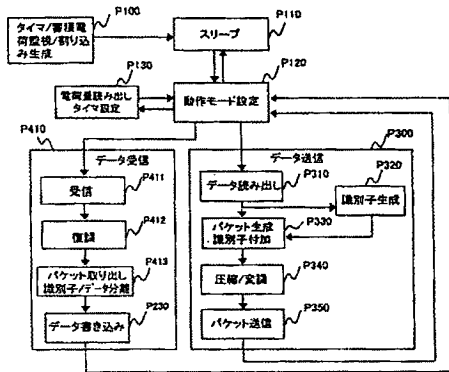 P100
タイマ/蓄積電
荷監視/割り込
み生成
P110
スリープ
P120
動作モード設定
P130
電荷量読み出し
タイマ設定
P410
データ受信
受信
P411
復調
P412
パケット取り出し
識別子/データ分離
P413
データ書き込み
P230
P300
データ送信
データ読み出し
P310
P320
識別子生成
パケット生成
識別子付加
P330
圧縮/変調
P340
パケット送信
P350